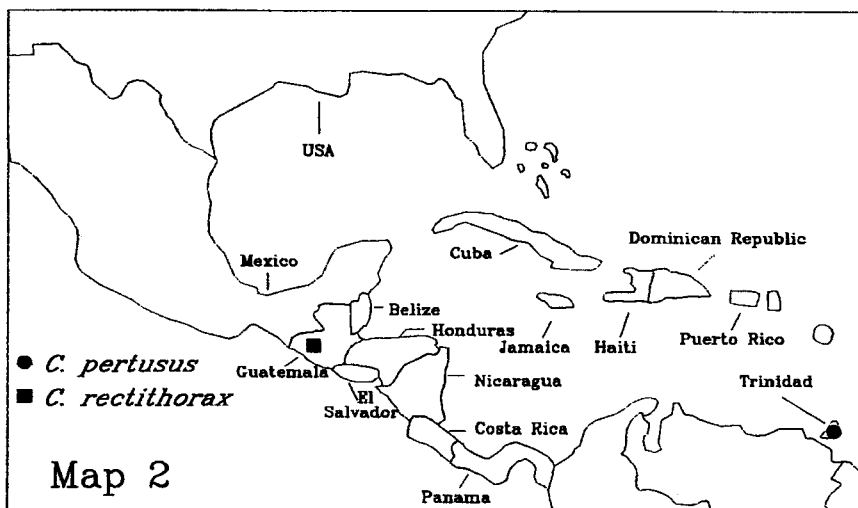 USA
Cuba
Dominican Republic
Mexico
Belize
Honduras
Jamaica
Haiti
Puerto Rico
Guatemala
El
Salvador
Nicaragua
Trinidad
Costa Rica
Panama
C. pertusus
C. rectithorax
Map 2